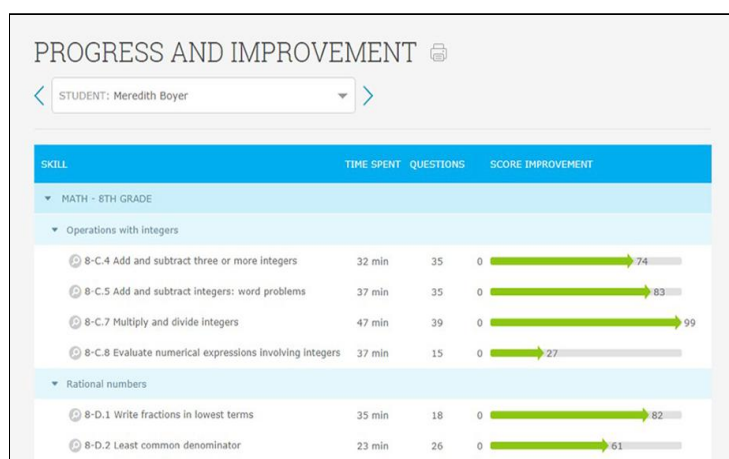 PROGRESS AND IMPROVEMENT
STUDENT: Meredith Boyer
SKILL TIME SPENT QUESTIONS SCORE IMPROVEMENT
MATH - 8TH GRADE
Operations with integers
8-C.4 Add and subtract three or more integers 32 min 35 0 74
8-C.5 Add and subtract integers: word problems 37 min 35 0 83
8-C.7 Multiply and divide integers 47 min 39 0 99
8-C.8 Evaluate numerical expressions involving integers 37 min 15 0 27
Rational numbers
8-D.1 Write fractions in lowest terms 35 min 18 0 82
8-D.2 Least common denominator 23 min 26 0 61